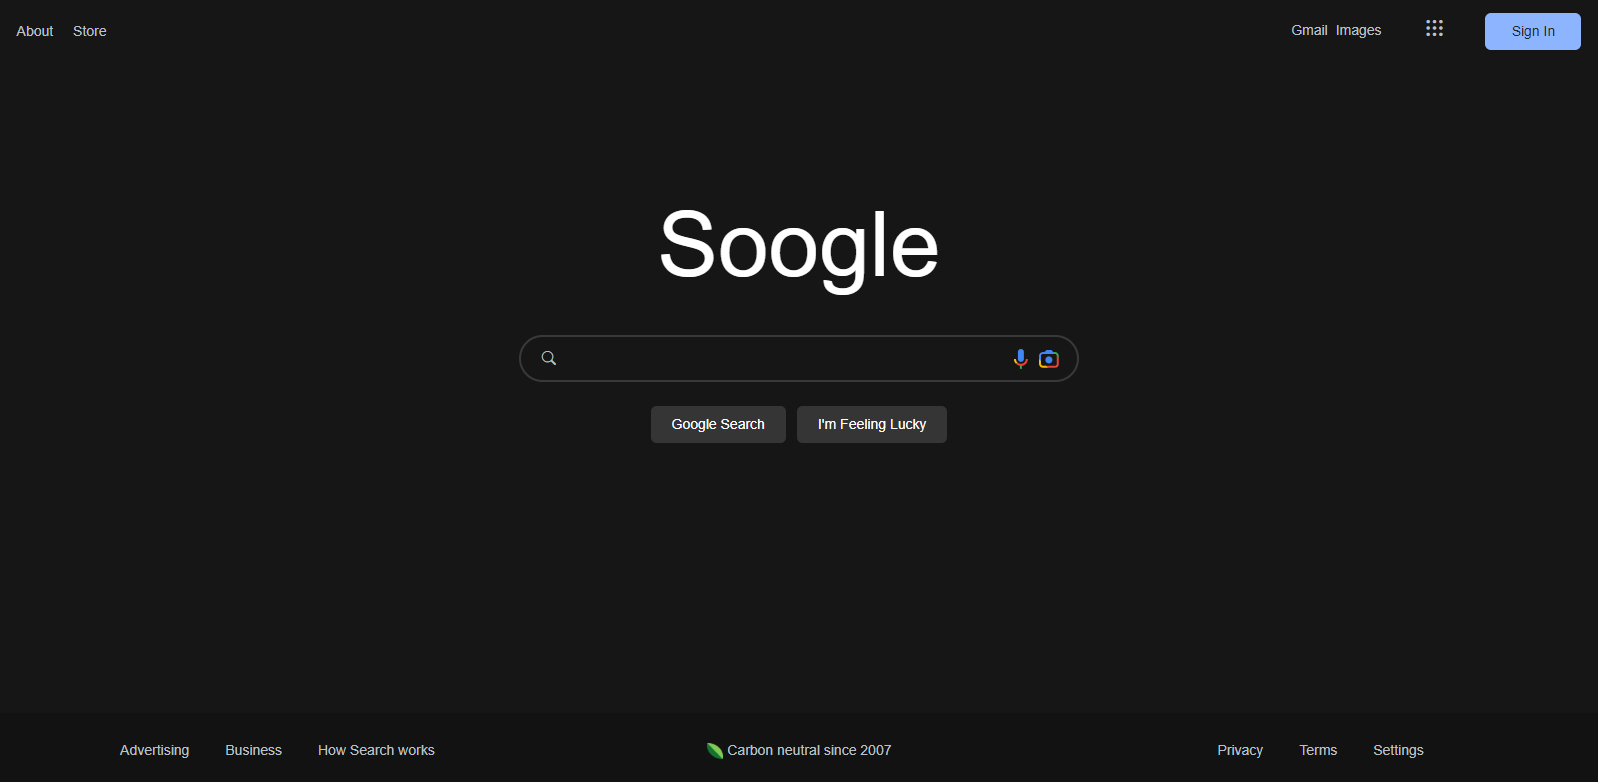 About Store Gmail Images Sign In
Soogle
Google Search I'm Feeling Lucky
Advertising Business How Search works Carbon neutral since 2007 Privacy Terms Settings